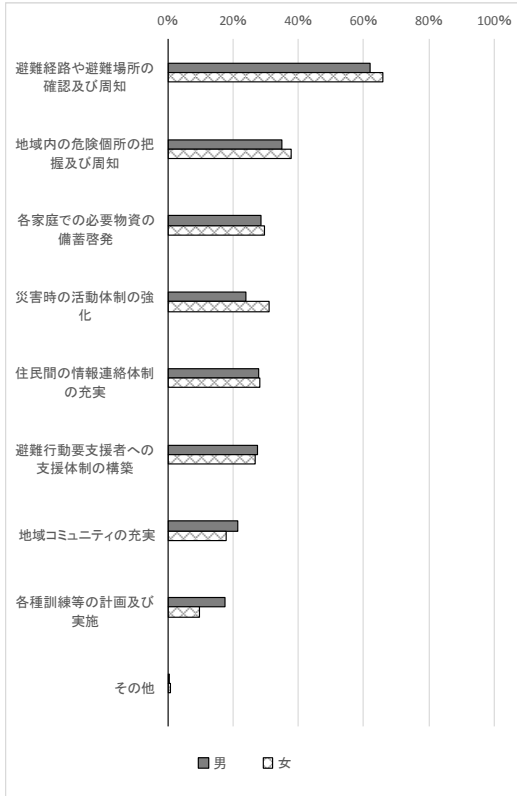 0% 20% 40% 60% 80% 100%
避難経路や避難場所の
確認及び周知
地域内の危険個所の把
握及び周知
各家庭での必要物資の
備蓄啓発
災害時の活動体制の強
化
住民間の情報連絡体制
の充実
避難行動要支援者への
支援体制の構築
地域コミュニティの充実
各種訓練等の計画及び
実施
その他
男 女